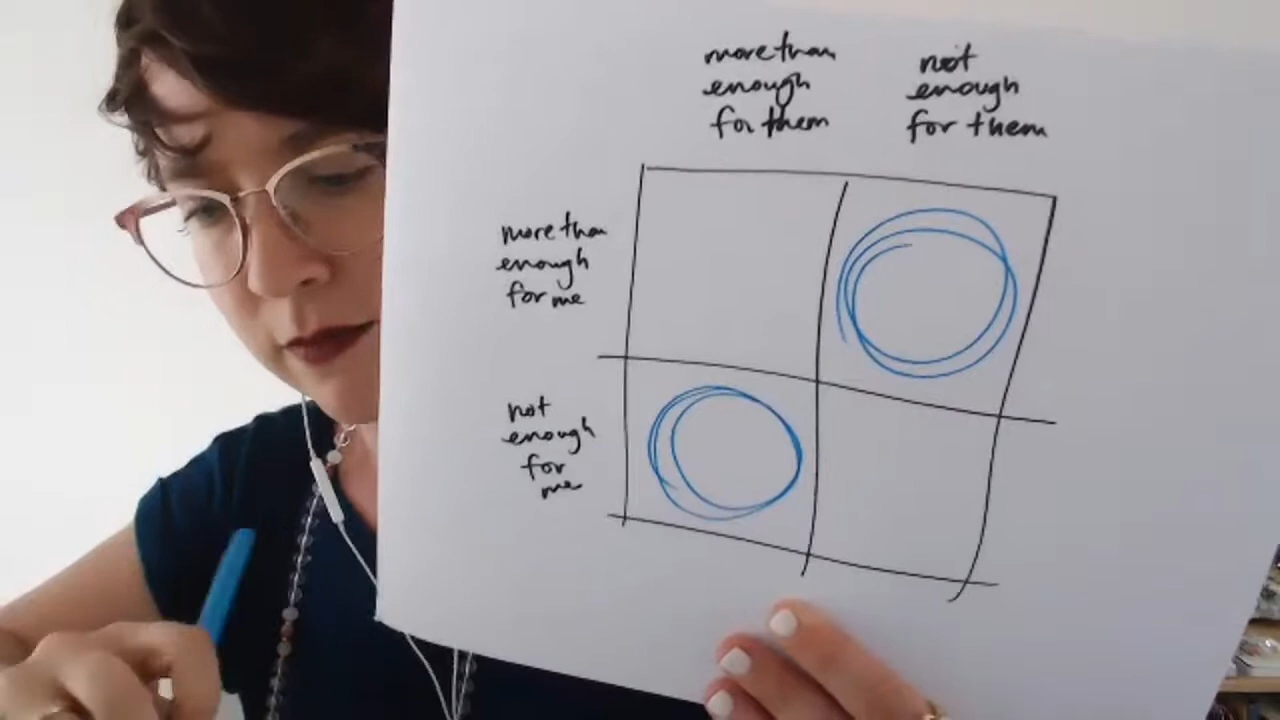 more than
enough
for them
not
enough
for them
more than
enough
for me
not
enough
for
me